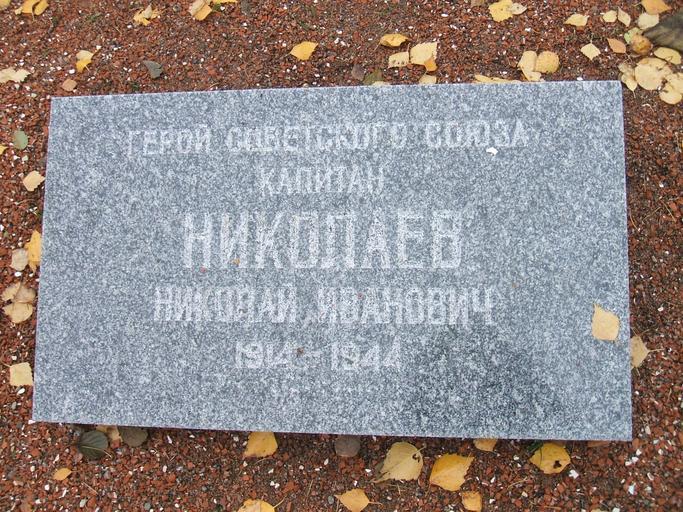 ГЕРОЙ СОВЕТСКОГО СОЮЗА
КАПИТАН
НИКОЛАЕВ
НИКОЛАЙ ИВАНОВИЧ
1914-1944